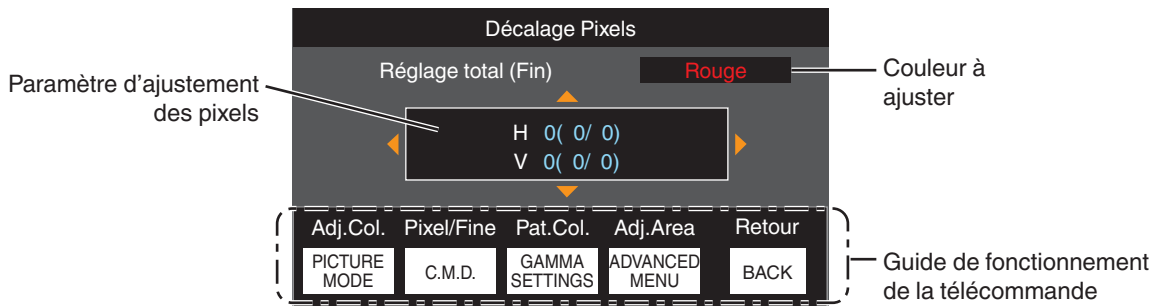 Décalage Pixels
Réglage total (Fin) Rouge
Paramètre d’ajustement
des pixels
Couleur à
ajuster
H 0( 0/ 0)
V 0( 0/ 0)
Adj.Col. Pixel/Fine Pat.Col. Adj.Area Retour
PICTURE
MODE
C.M.D.
GAMMA
SETTINGS
ADVANCED
MENU
BACK
Guide de fonctionnement
de la télécommande